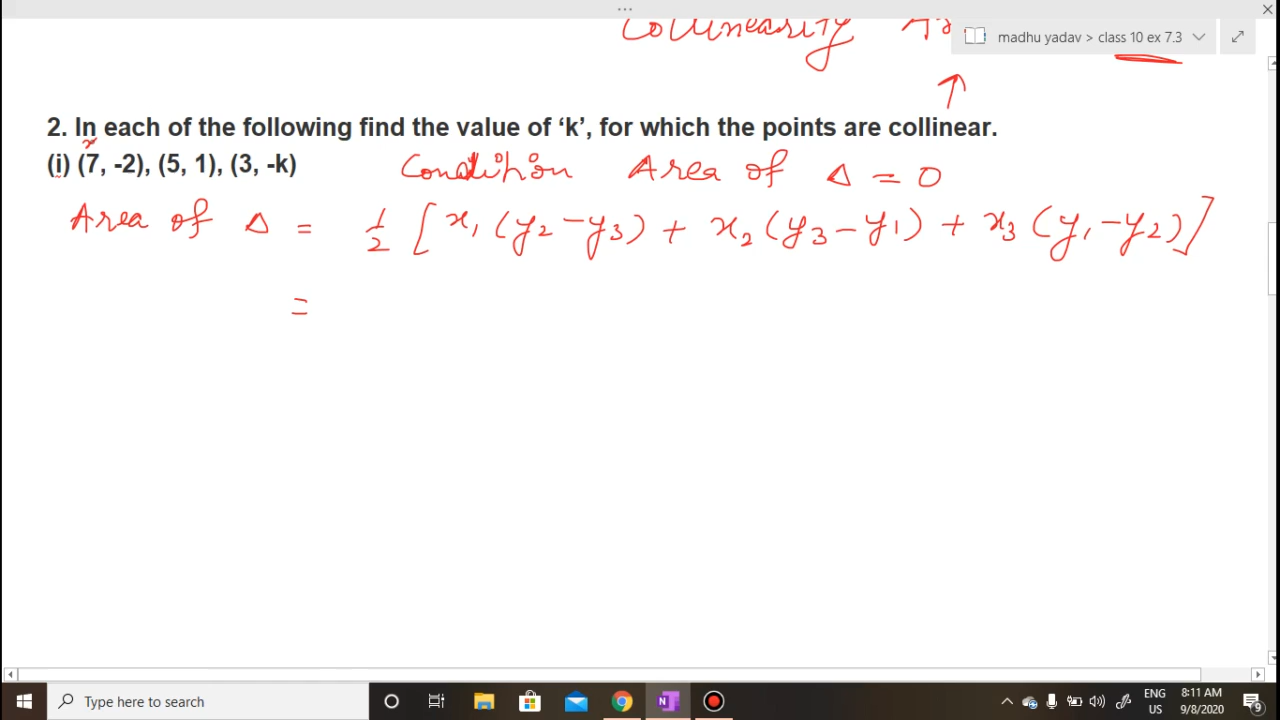 Collinearity
madhu yadav > class 10 ex 7.3
2. In each of the following find the value of ‘k’, for which the points are collinear.
x
(i) (7, -2), (5, 1), (3, -k) Condition Area of Δ = 0
Area of Δ = 1/2 [x₁ (y₂ - y₃) + x₂ (y₃ - y₁) + x₃ (y₁ - y₂)]
=
Type here to search
ENG
US
8:11 AM
9/8/2020
9